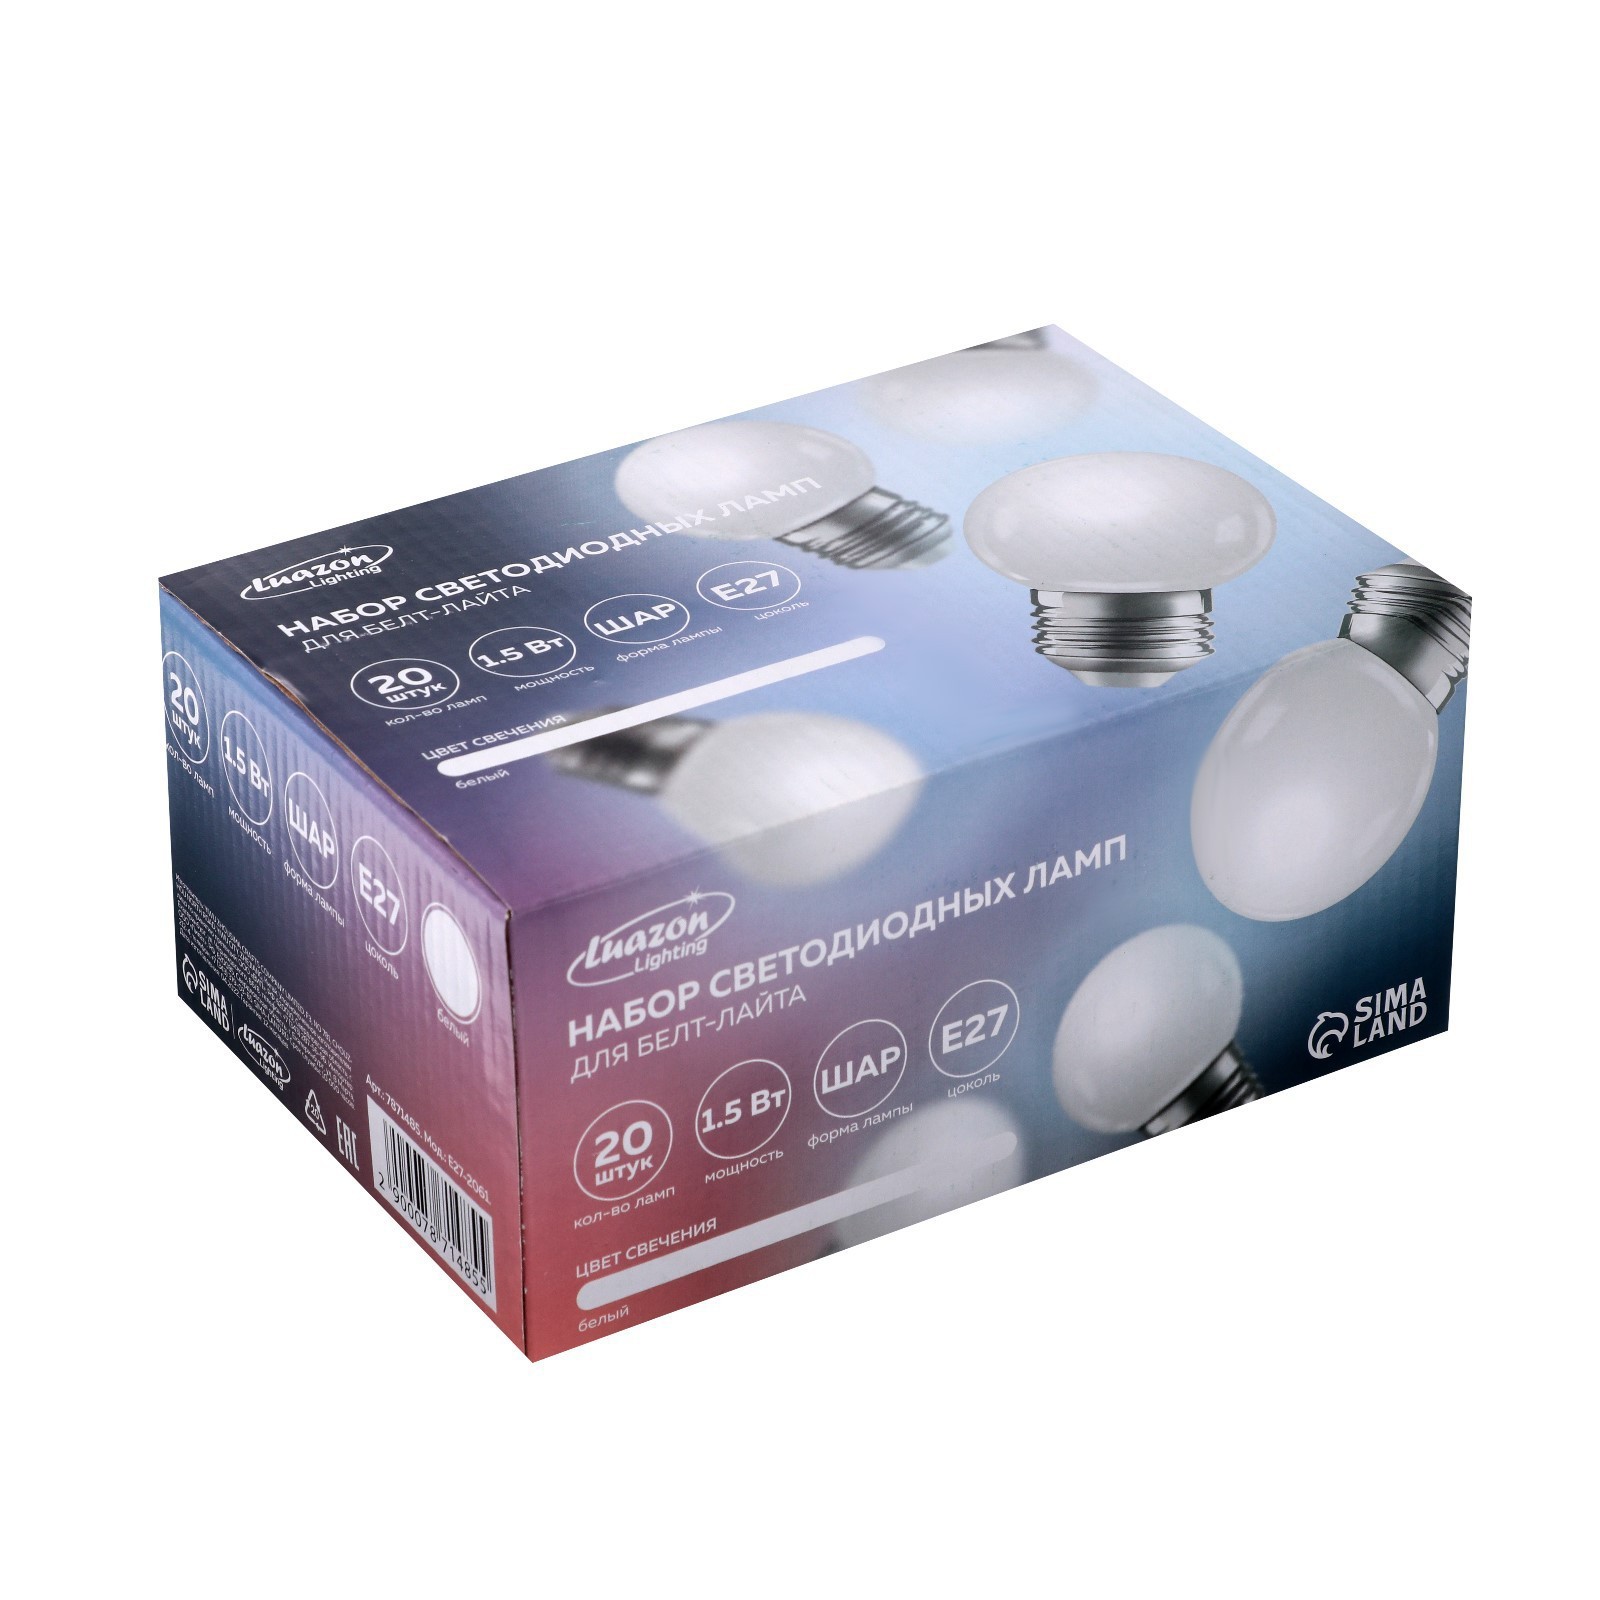 Luazon
Lighting
НАБОР СВЕТОДИОДНЫХ ЛАМП
ДЛЯ БЕЛТ-ЛАЙТА
20
ШТУК
кол-во ламп
1.5 Вт
мощность
ШАР
форма лампы
E27
цоколь
ЦВЕТ СВЕЧЕНИЯ
белый
20
ШТУК
кол-во ламп
1.5 Вт
мощность
ШАР
форма лампы
E27
цоколь
белый
SIMA
LAND
Luazon
Lighting
20
EAC
Арт.: 7871485. Мод.: E27-2061.
2 900078 714855
Luazon
Lighting
НАБОР СВЕТОДИОДНЫХ ЛАМП
ДЛЯ БЕЛТ-ЛАЙТА
20
ШТУК
кол-во ламп
1.5 Вт
мощность
ШАР
форма лампы
E27
цоколь
ЦВЕТ СВЕЧЕНИЯ
белый
SIMA
LAND